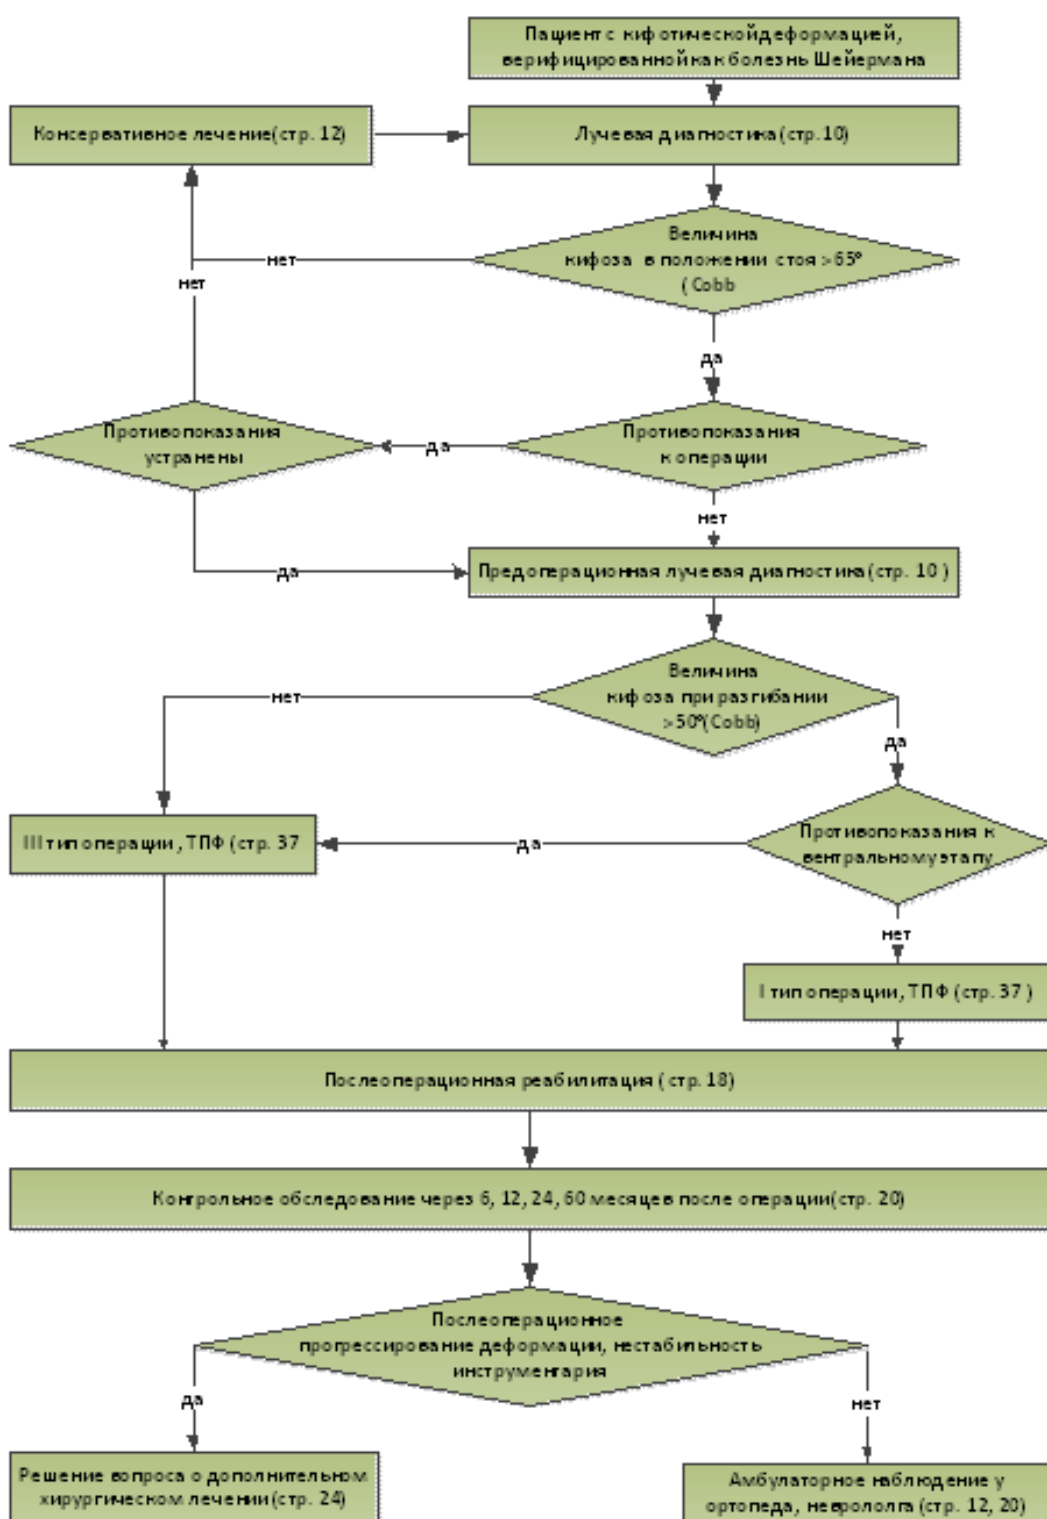 Пациент с кифотической деформацией,
верифицированной как болезнь Шейермана
Консервативное лечение (стр. 12)
Лучевая диагностика (стр. 10)
Величина
кифоза в положении стоя >65º
( Cobb
нет
нет
да
Противопоказания
устранены
да
Противопоказания
к операции
нет
да
Предоперационная лучевая диагностика (стр. 10 )
Величина
кифоза при разгибании
>50º(Cobb)
нет
да
III тип операции , ТПФ (стр. 37
да
Противопоказания к
вентральному этапу
нет
I тип операции, ТПФ (стр. 37 )
Послеоперационная реабилитация ( стр. 18)
Контрольное обследование через 6, 12, 24, 60 месяцев после операции(стр. 20)
Послеоперационное
прогрессирование деформации, нестабильность
инструментария
да
нет
Решение вопроса о дополнительном
хирургическом лечении (стр. 24)
Амбулаторное наблюдение у
ортопеда, неврололга (стр. 12, 20)